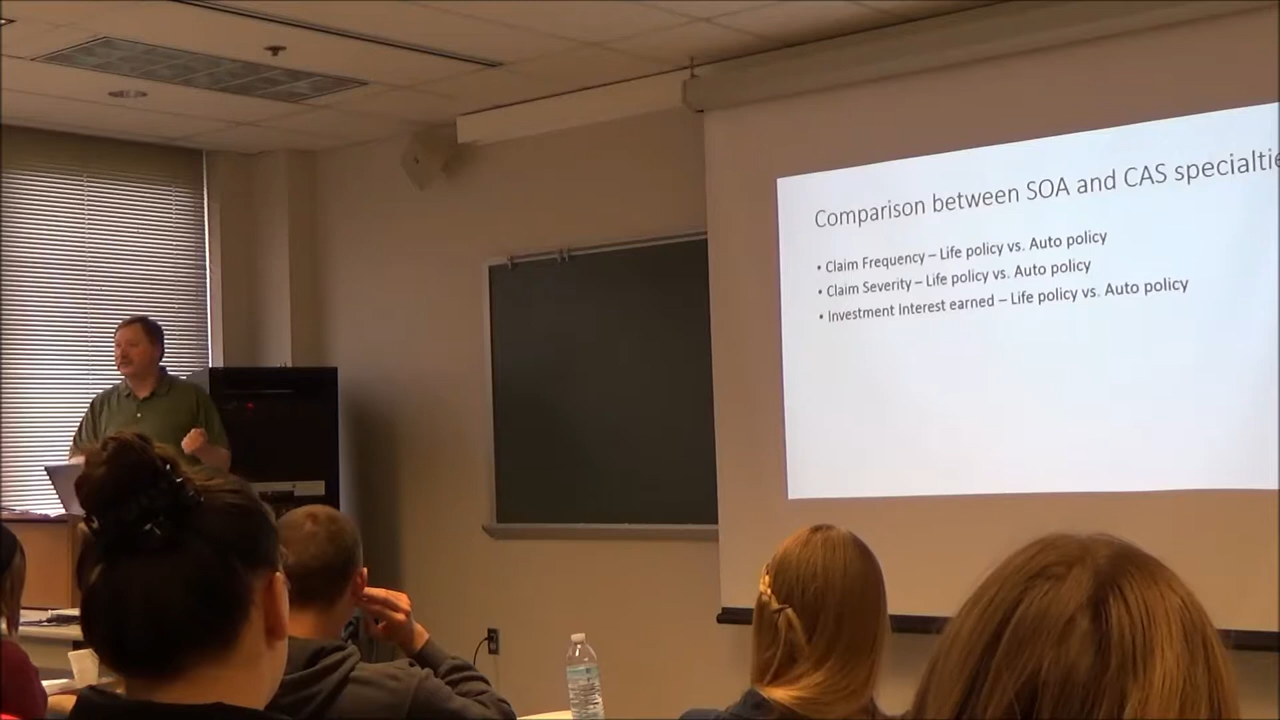 Comparison between SOA and CAS specialtie
• Claim Frequency – Life policy vs. Auto policy
• Claim Severity – Life policy vs. Auto policy
• Investment Interest earned – Life policy vs. Auto policy